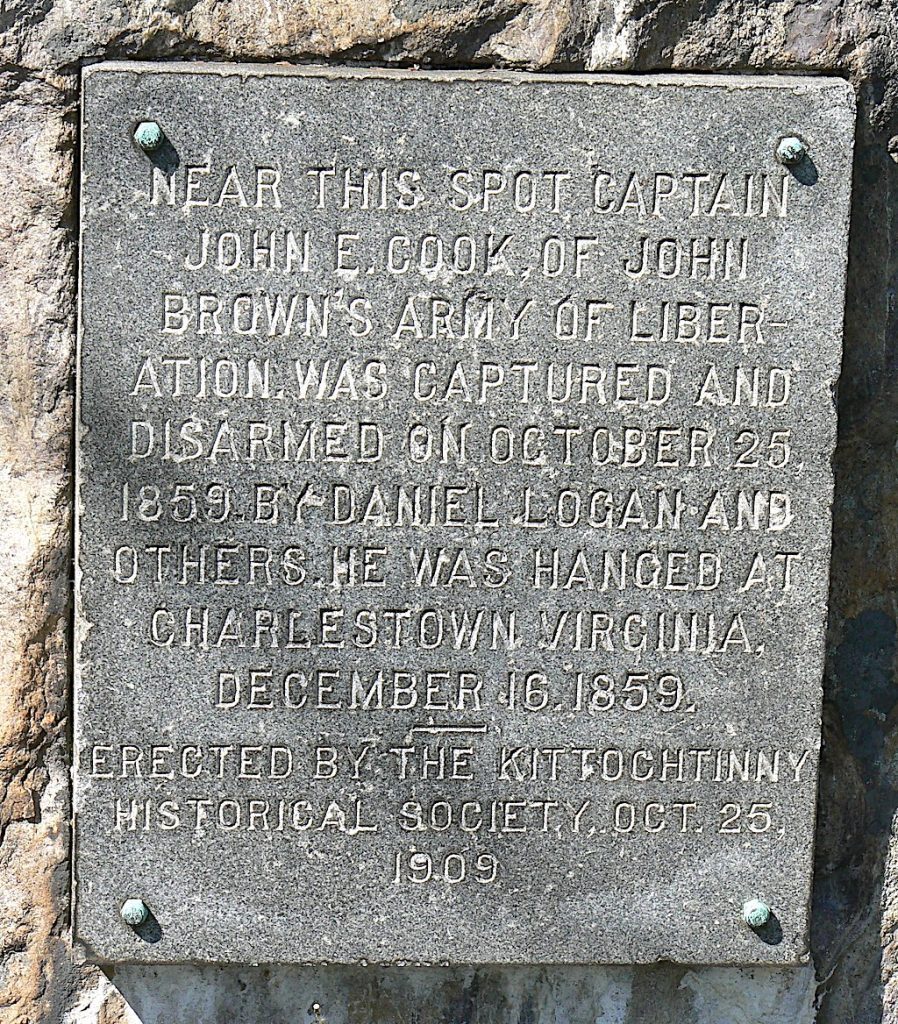 NEAR THIS SPOT CAPTAIN
JOHN E. COOK, OF JOHN
BROWN'S ARMY OF LIBER-
ATION. WAS CAPTURED AND
DISARMED ON OCTOBER 25,
1859. BY DANIEL LOGAN AND
OTHERS. HE WAS HANGED AT
CHARLESTOWN, VIRGINIA,
DECEMBER 16. 1859.
ERECTED BY THE KITTOCHTINNY
HISTORICAL SOCIETY, OCT. 25,
1909